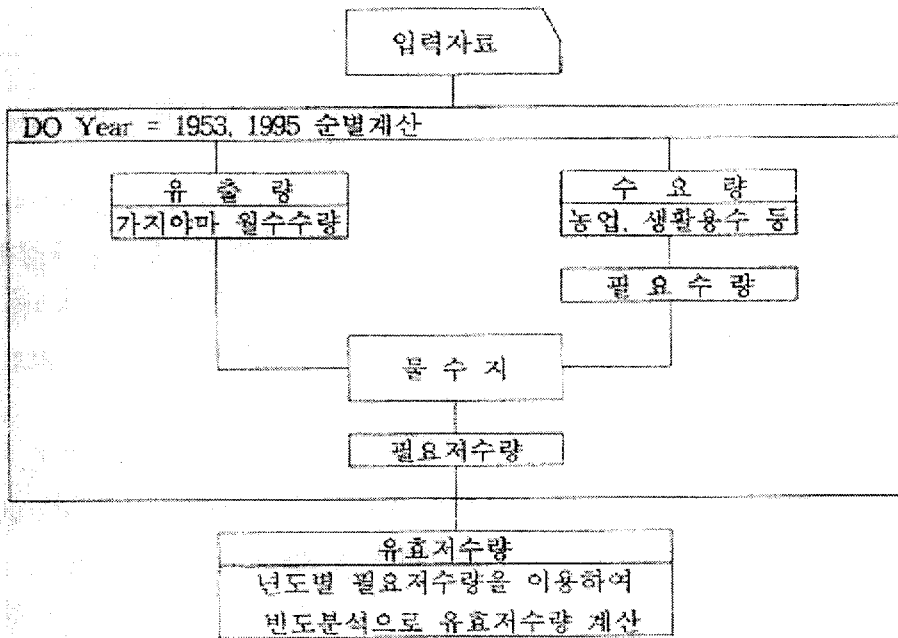 입력자료
DO Year = 1953, 1995 순별계산
유 출 량
가지야마 월수수량
수 요 량
농업, 생활용수 등
필 요 수 량
물 수 지
필요저수량
유효저수량
년도별 필요저수량을 이용하여
빈도분석으로 유효저수량 계산